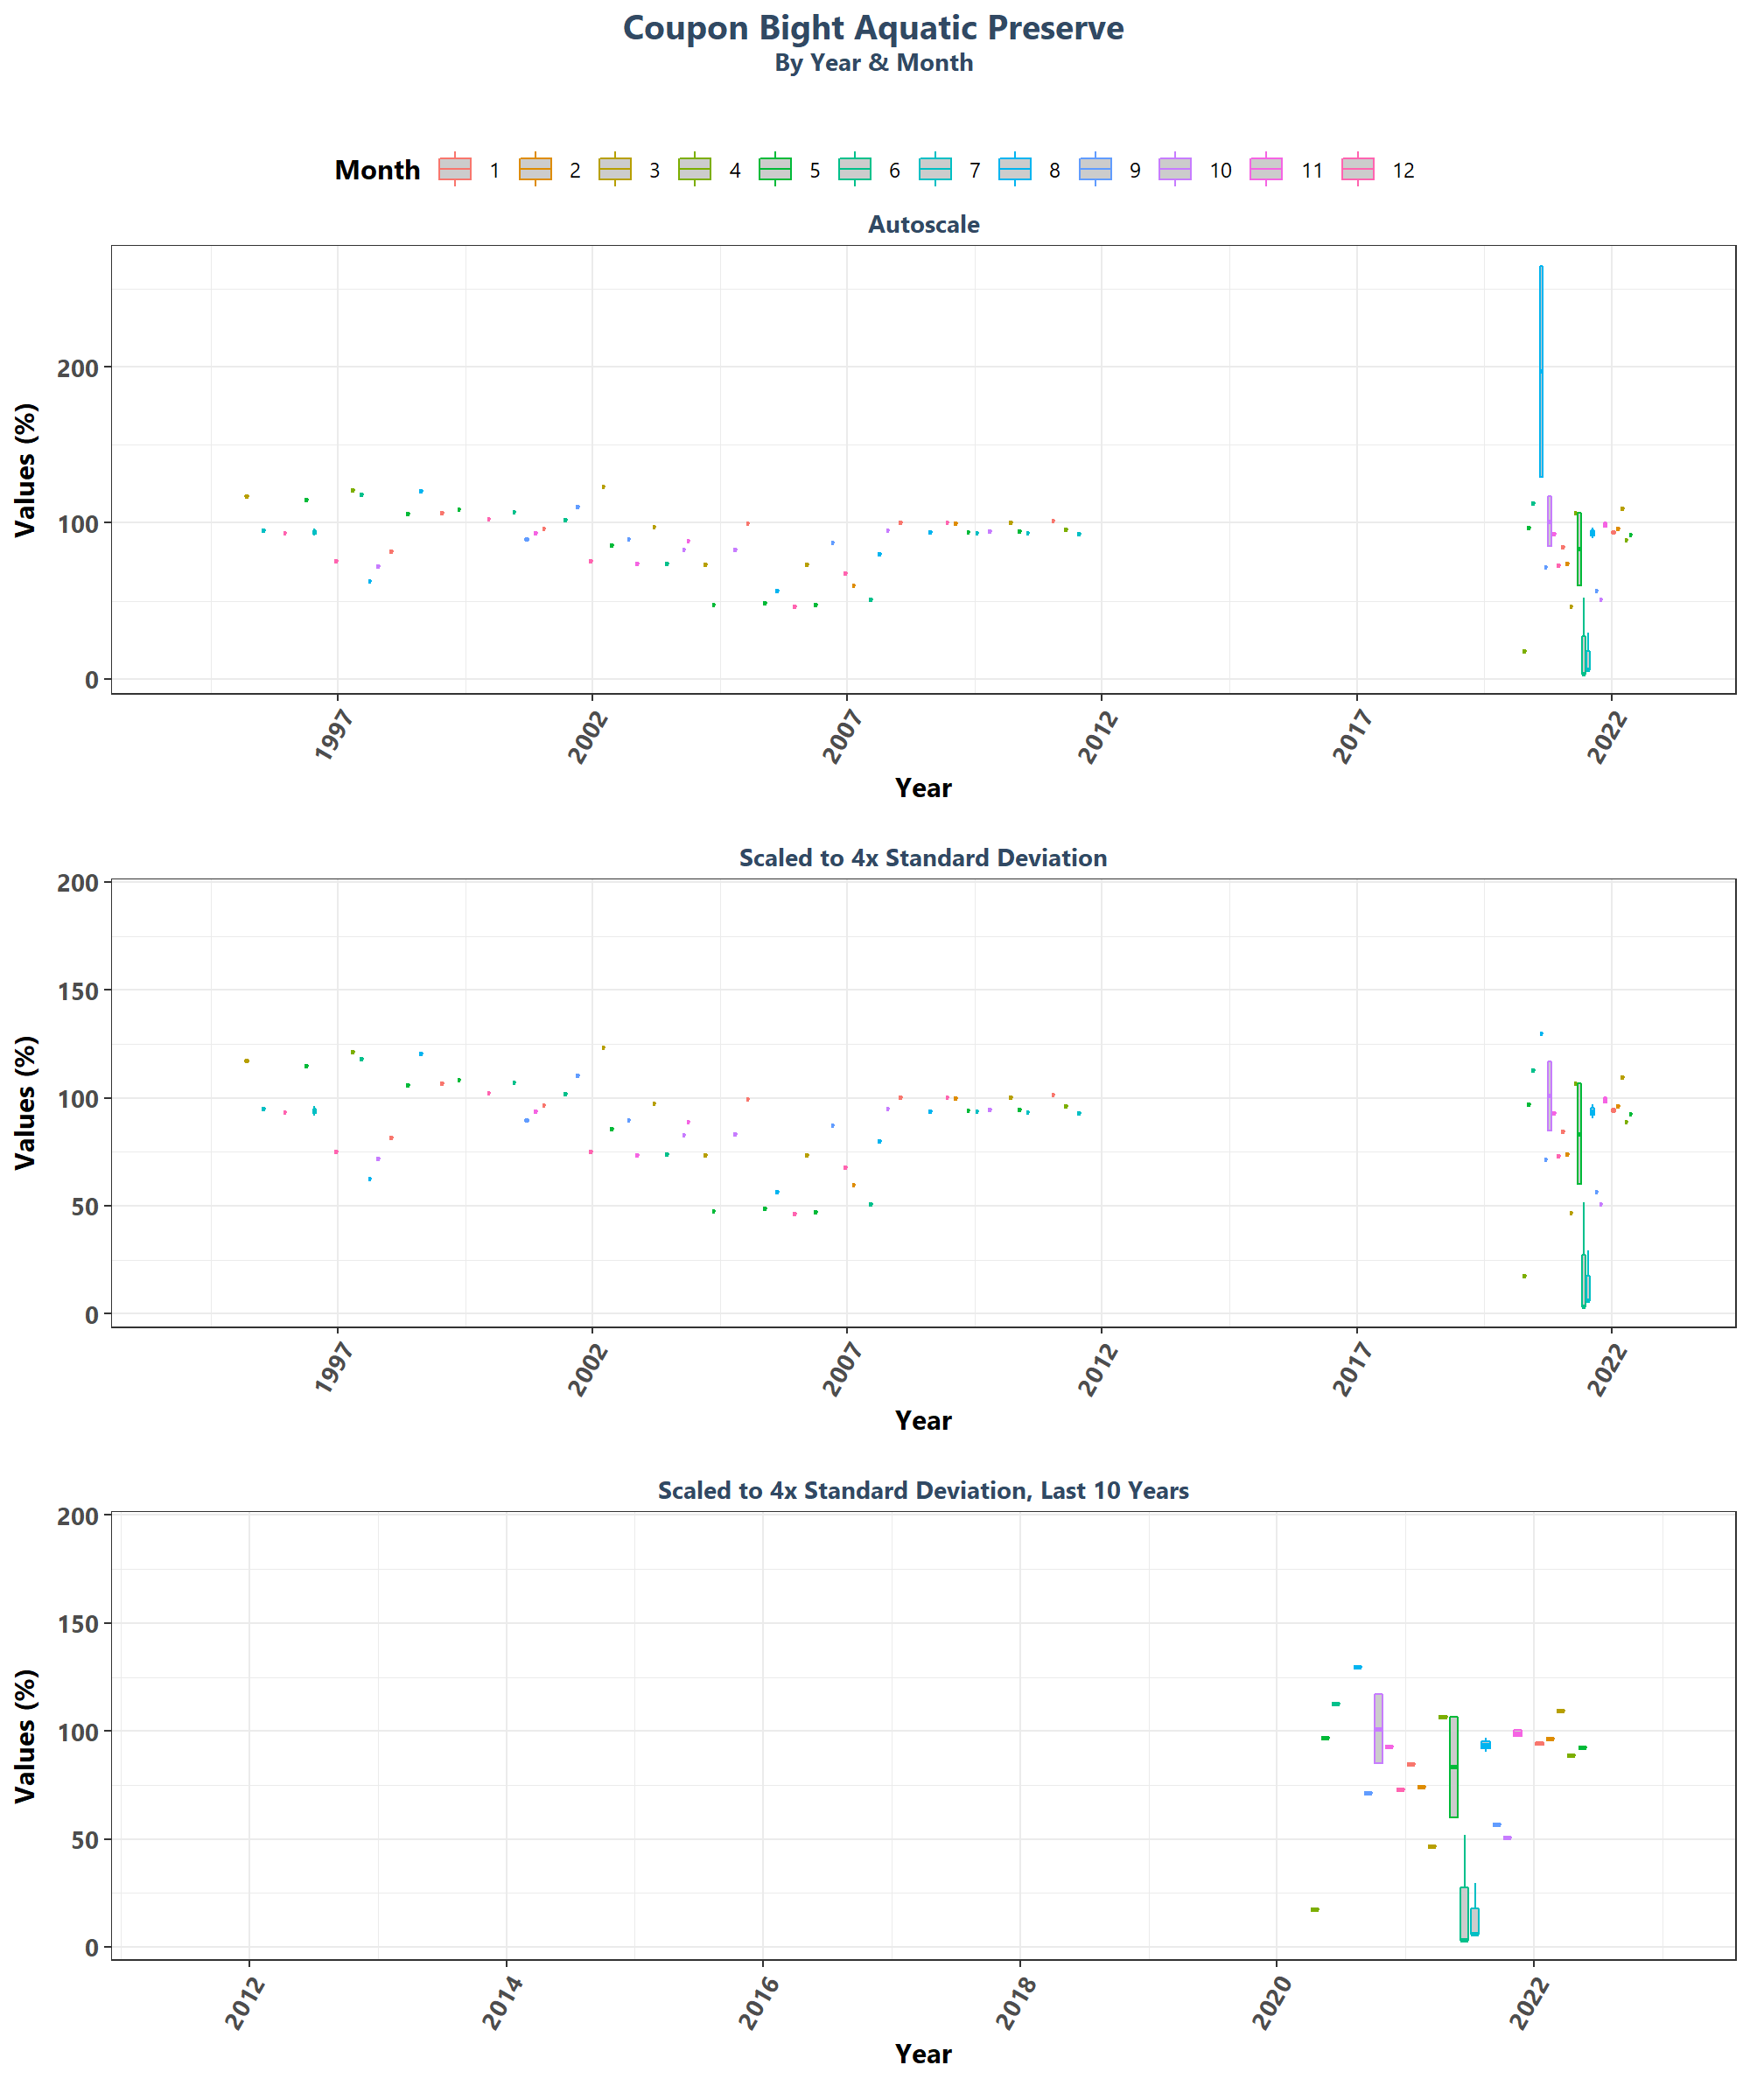 Coupon Bight Aquatic Preserve
By Year & Month
Month 1 2 3 4 5 6 7 8 9 10 11 12
Autoscale
Values (%)
200
100
0
1997 2002 2007 2012 2017 2022
Year
Scaled to 4x Standard Deviation
Values (%)
200
150
100
50
0
1997 2002 2007 2012 2017 2022
Year
Scaled to 4x Standard Deviation, Last 10 Years
Values (%)
200
150
100
50
0
2012 2014 2016 2018 2020 2022
Year